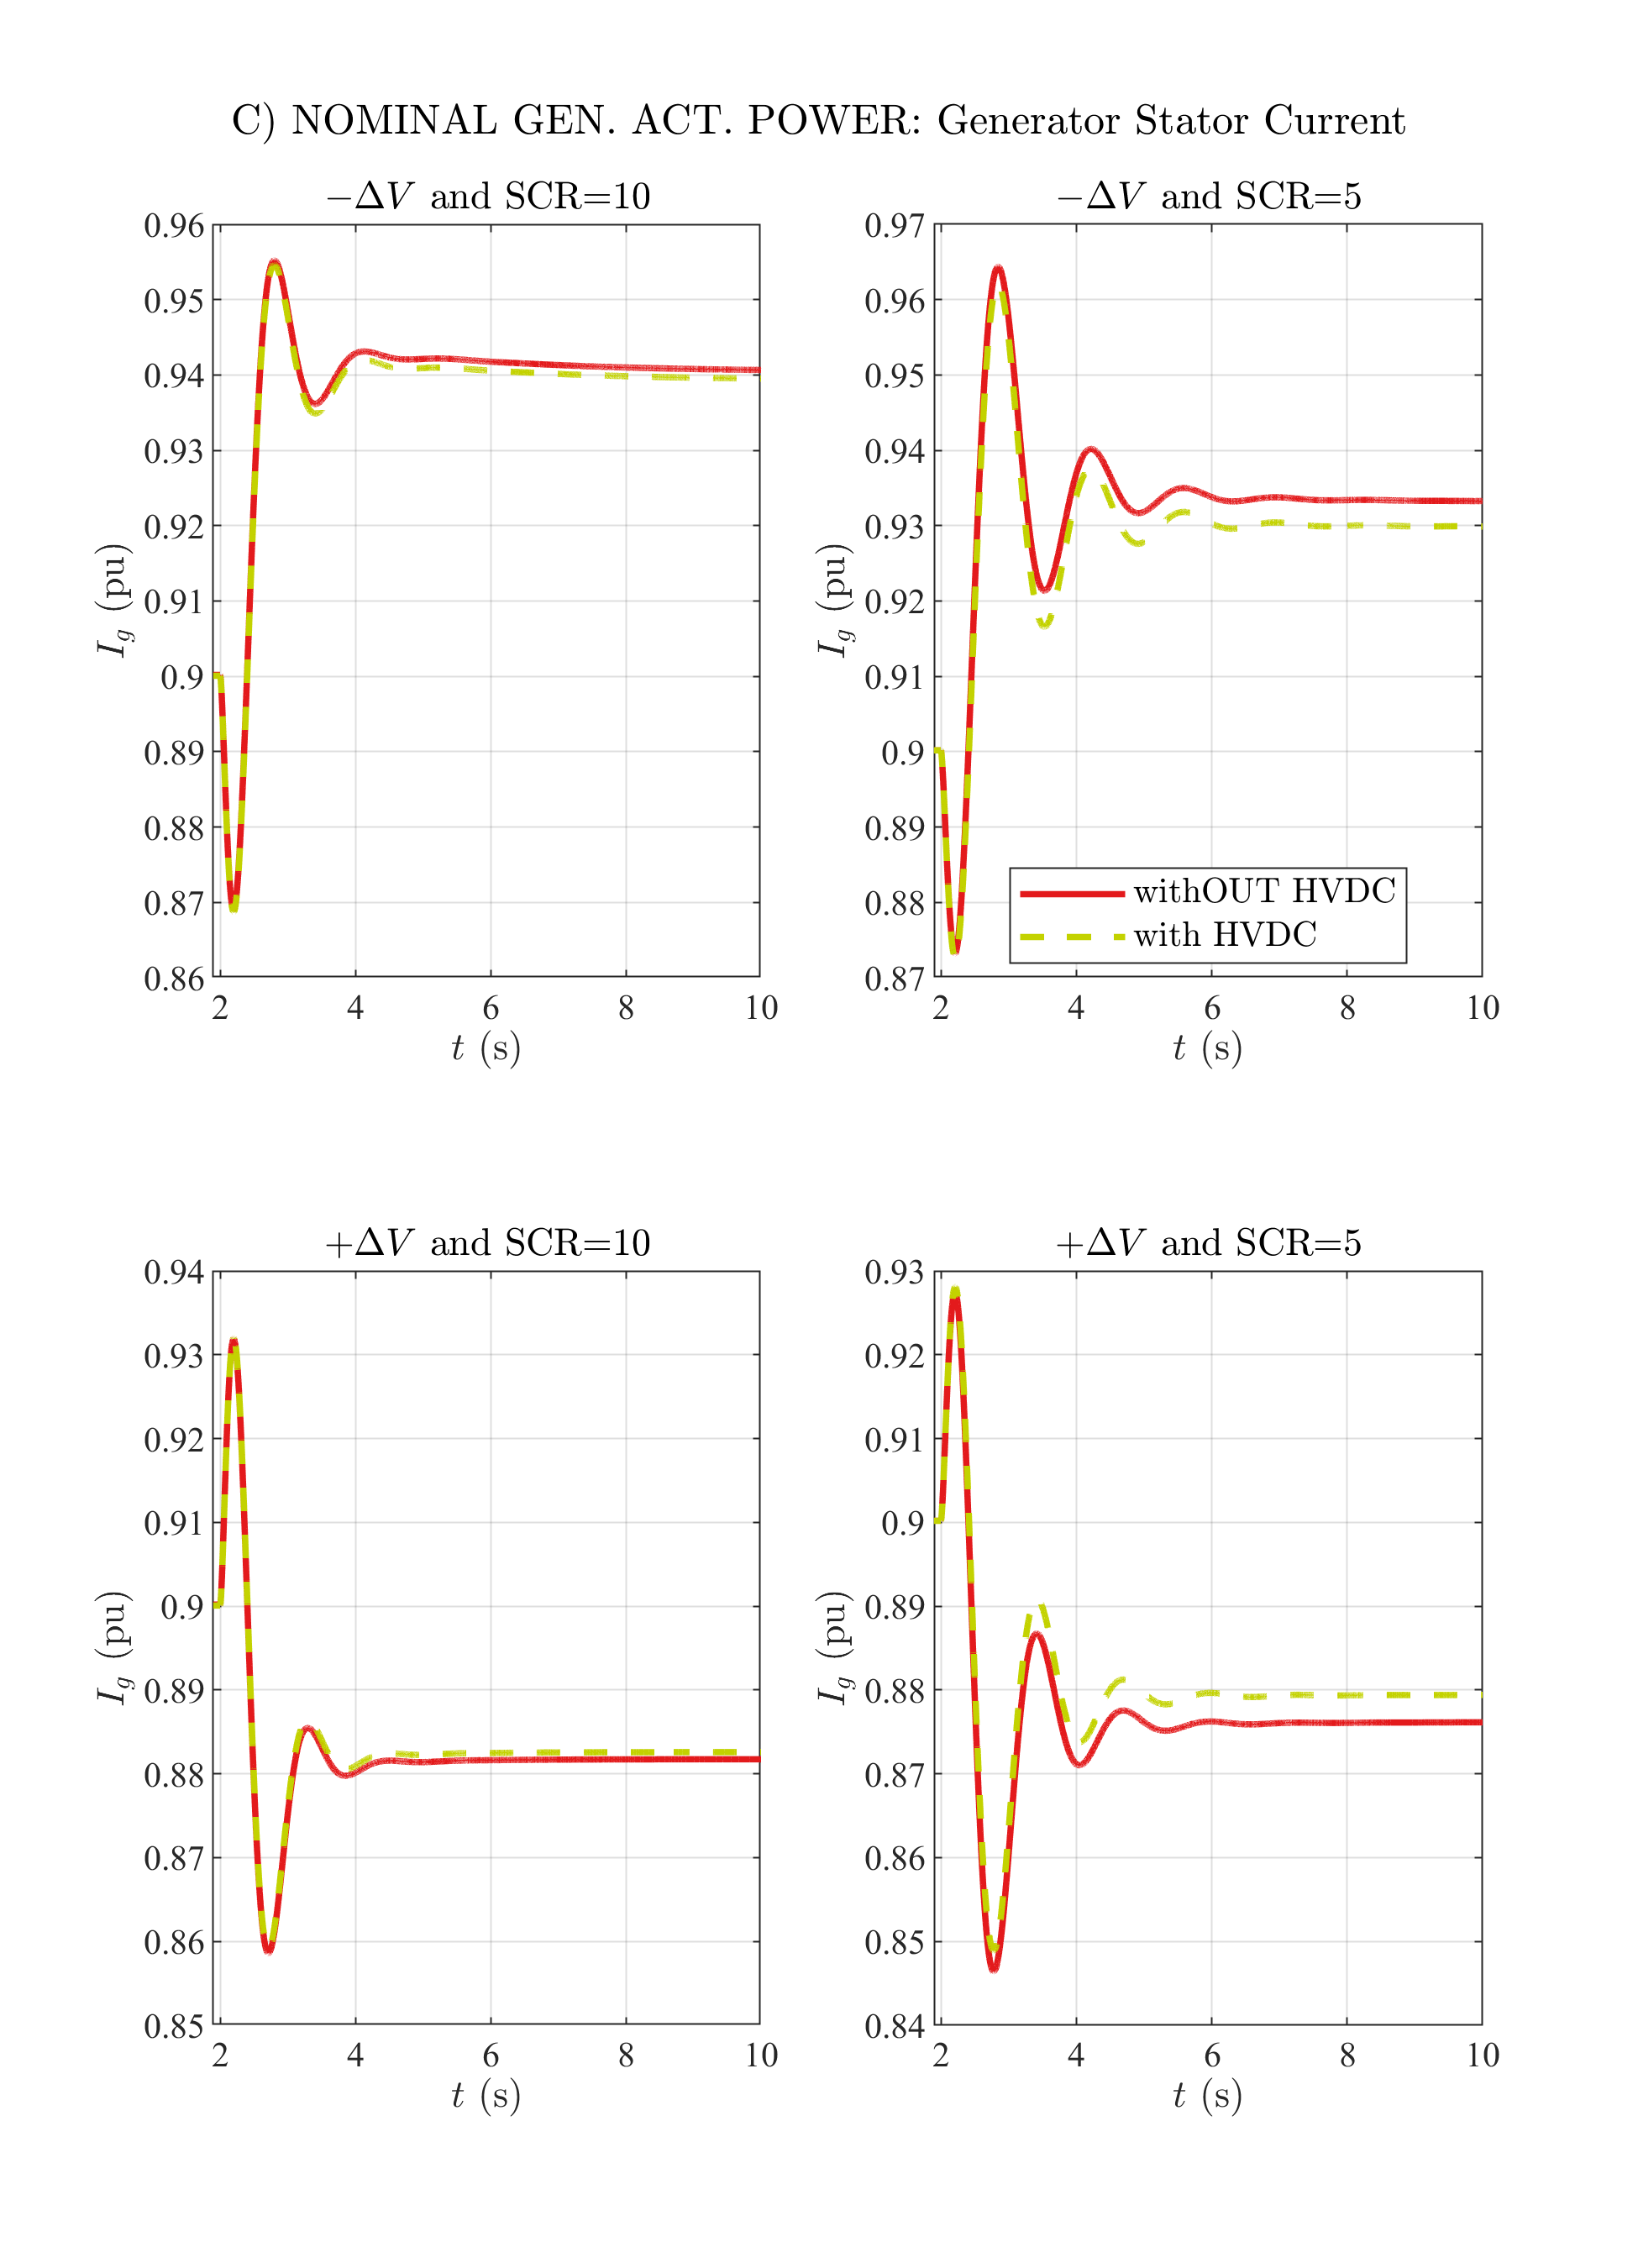 C) NOMINAL GEN. ACT. POWER: Generator Stator Current
−ΔV and SCR=10
0.96
0.95
0.94
0.93
0.92
0.91
0.9
0.89
0.88
0.87
0.86
I_g (pu)
2 4 6 8 10
t (s)
−ΔV and SCR=5
0.97
0.96
0.95
0.94
0.93
0.92
0.91
0.9
0.89
0.88
0.87
I_g (pu)
withOUT HVDC
with HVDC
2 4 6 8 10
t (s)
+ΔV and SCR=10
0.94
0.93
0.92
0.91
0.9
0.89
0.88
0.87
0.86
0.85
I_g (pu)
2 4 6 8 10
t (s)
+ΔV and SCR=5
0.93
0.92
0.91
0.9
0.89
0.88
0.87
0.86
0.85
0.84
I_g (pu)
2 4 6 8 10
t (s)